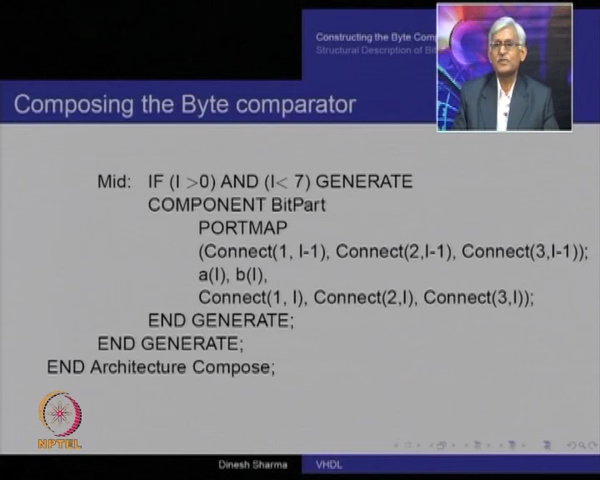 Constructing the Byte Comp
Structural Description of Bit
Composing the Byte comparator
Mid: IF (I >0) AND (I< 7) GENERATE
COMPONENT BitPart
PORTMAP
(Connect(1, I-1), Connect(2,I-1), Connect(3,I-1));
a(I), b(I),
Connect(1, I), Connect(2,I), Connect(3,I));
END GENERATE;
END GENERATE;
END Architecture Compose;
NPTEL
Dinesh Sharma VHDL